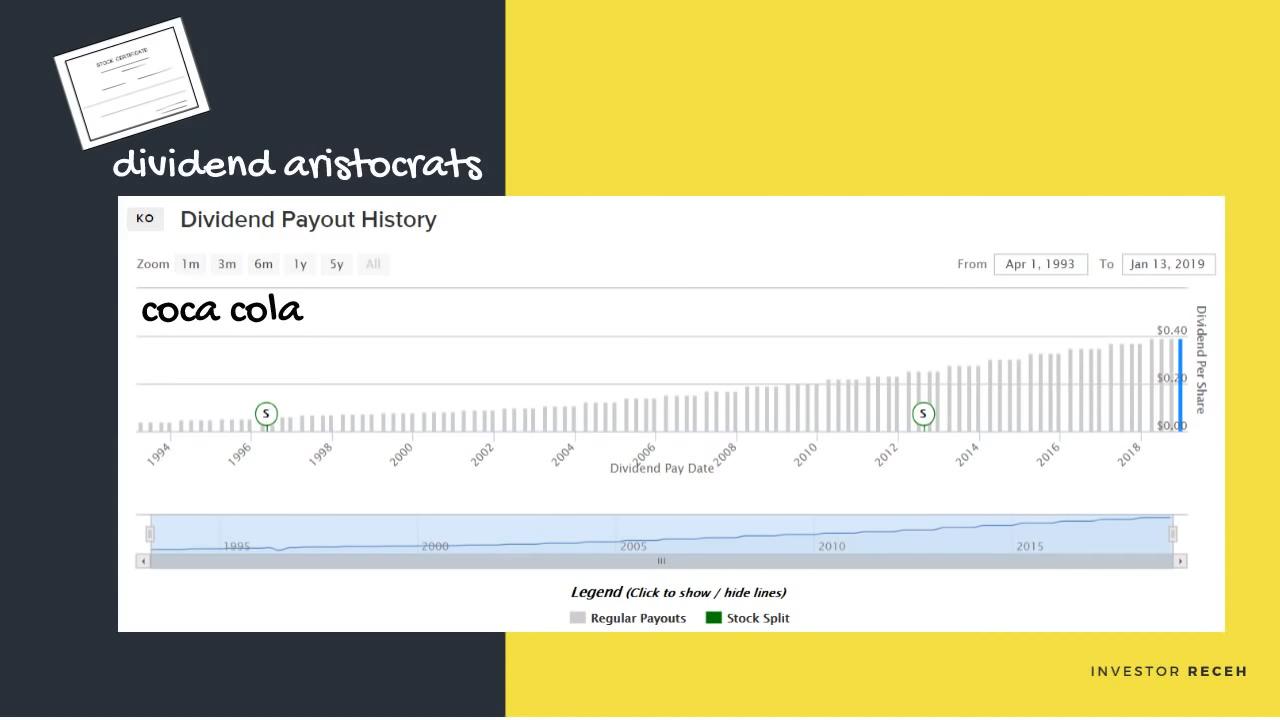 STOCK CERTIFICATE
dividend aristocrats
KO Dividend Payout History
Zoom 1m 3m 6m 1y 5y All From Apr 1, 1993 To Jan 13, 2019
coca cola
Dividend Per Share
$0.40
$0.20
$0.00
S S
1994 1996 1998 2000 2002 2004 2006 2008 2010 2012 2014 2016 2018
Dividend Pay Date
1995 2000 2005 2010 2015
Legend (Click to show / hide lines)
Regular Payouts Stock Split
INVESTOR RECEH